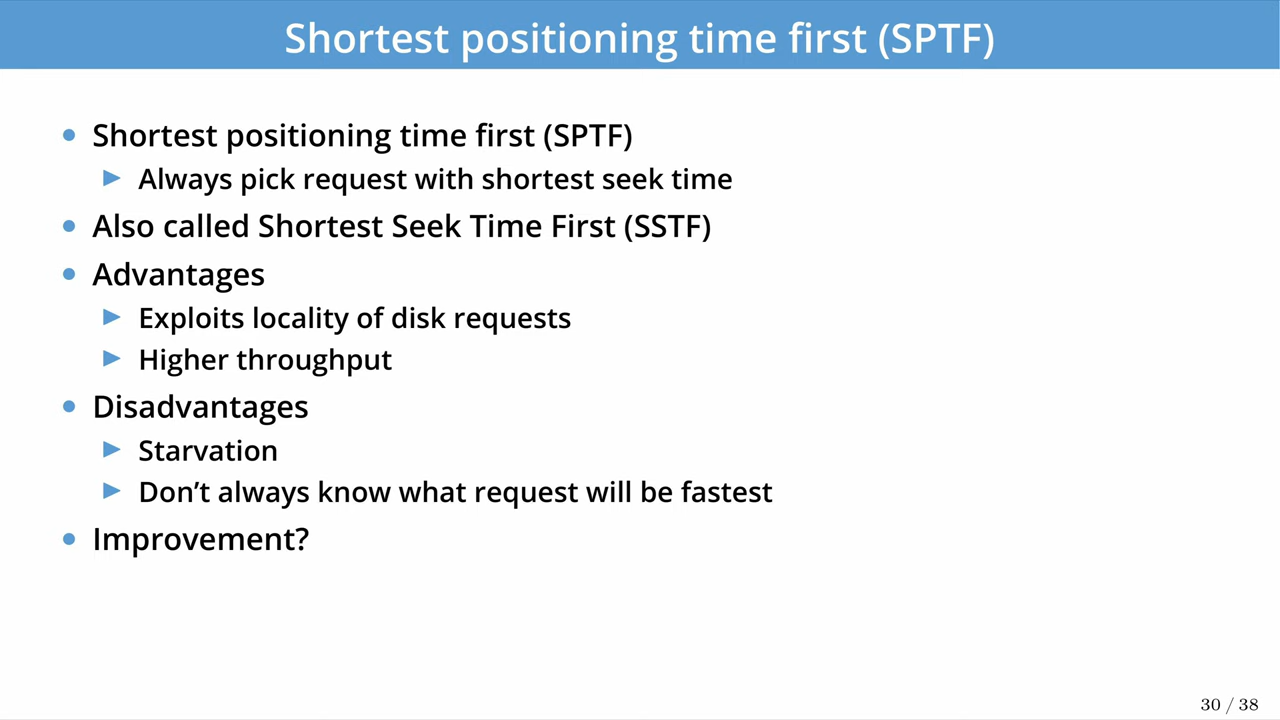 Shortest positioning time first (SPTF)
Shortest positioning time first (SPTF)
Always pick request with shortest seek time
Also called Shortest Seek Time First (SSTF)
Advantages
Exploits locality of disk requests
Higher throughput
Disadvantages
Starvation
Don’t always know what request will be fastest
Improvement?
30 / 38